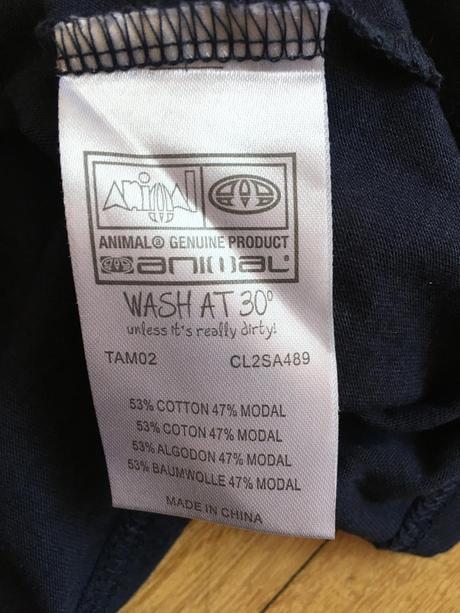 ANIMAL
ANIMAL® GENUINE PRODUCT
animal
WASH AT 30°
unless it's really dirty!
TAM02 CL2SA489
53% COTTON 47% MODAL
53% COTON 47% MODAL
53% ALGODON 47% MODAL
53% BAUMWOLLE 47% MODAL
MADE IN CHINA